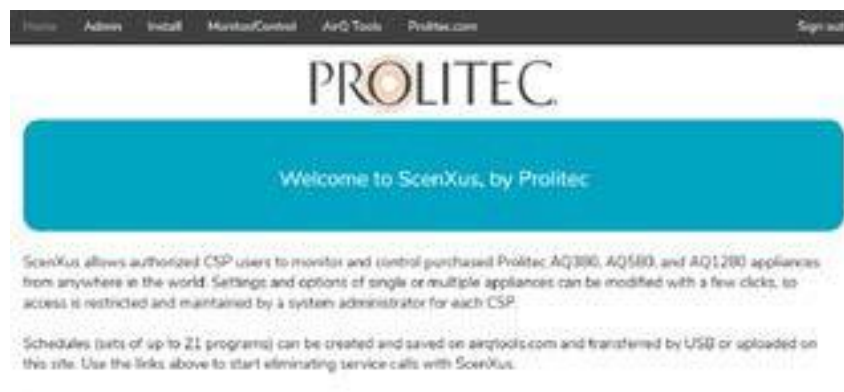 Home Admin Install Monitor/Control AirQ Tools Prolitec.com Sign out
PROLITEC
Welcome to ScenXus, by Prolitec
ScenXus allows authorized CSP users to monitor and control purchased Prolitec AQ380, AQ580, and AQ1280 appliances
from anywhere in the world. Settings and options of single or multiple appliances can be modified with a few clicks, so
access is restricted and maintained by a system administrator for each CSP.
Schedules (sets of up to 21 programs) can be created and saved on airqtools.com and transferred by USB or uploaded on
this site. Use the links above to start eliminating service calls with ScenXus.